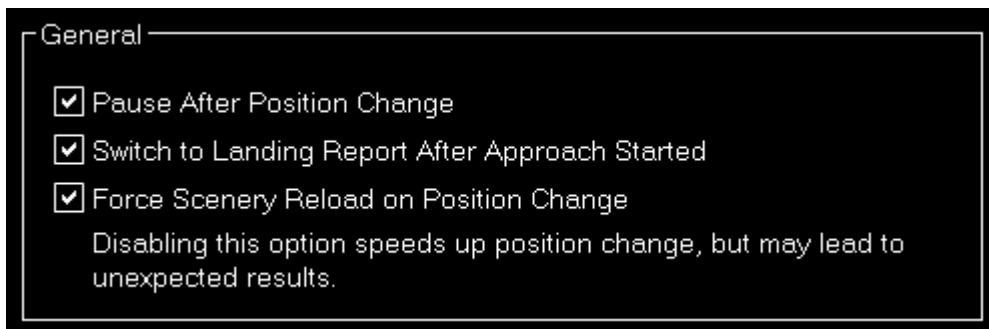 General
Pause After Position Change
Switch to Landing Report After Approach Started
Force Scenery Reload on Position Change
Disabling this option speeds up position change, but may lead to
unexpected results.